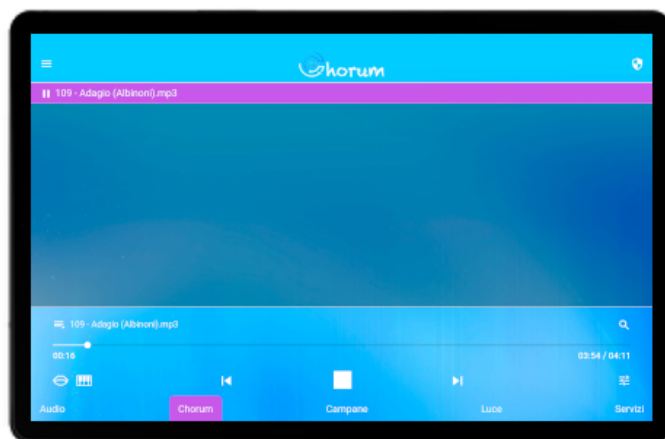 Chorum
109 - Adagio (Albinoni).mp3
109 - Adagio (Albinoni).mp3
00:16
03:54 / 04:11
Audio
Chorum
Campane
Luce
Servizi